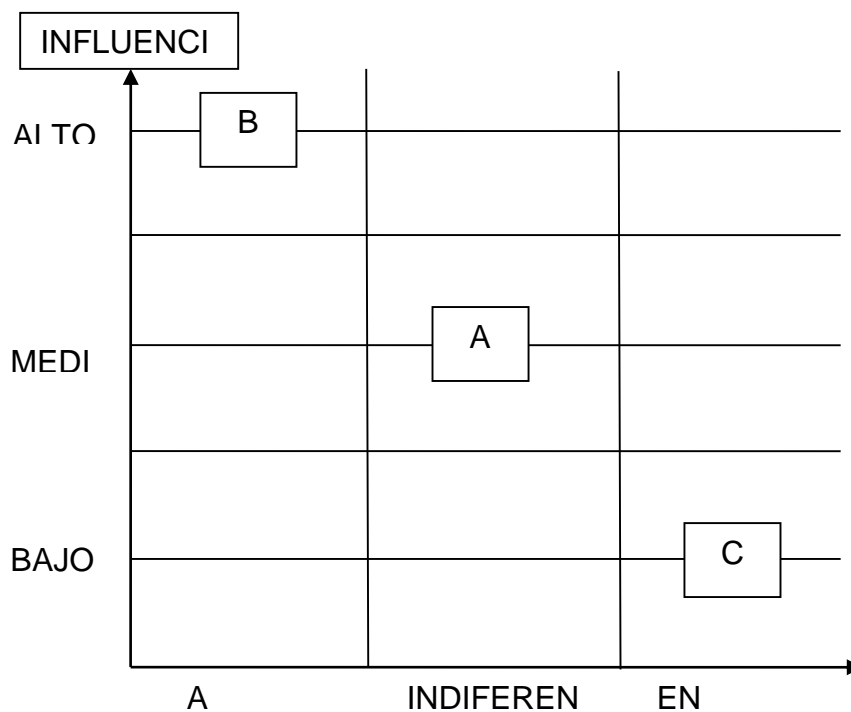 INFLUENCI
B
ALTO
A
MEDI
C
BAJO
A INDIFEREN EN